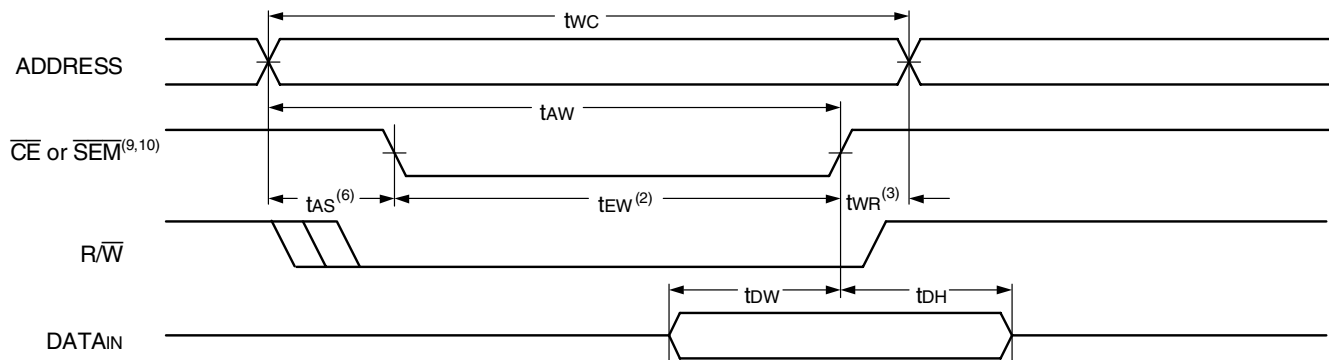 tWC
ADDRESS
tAW
CE or SEM(9,10)
tAS(6)
tEW(2)
tWR(3)
R/W
tDW
tDH
DATAIN